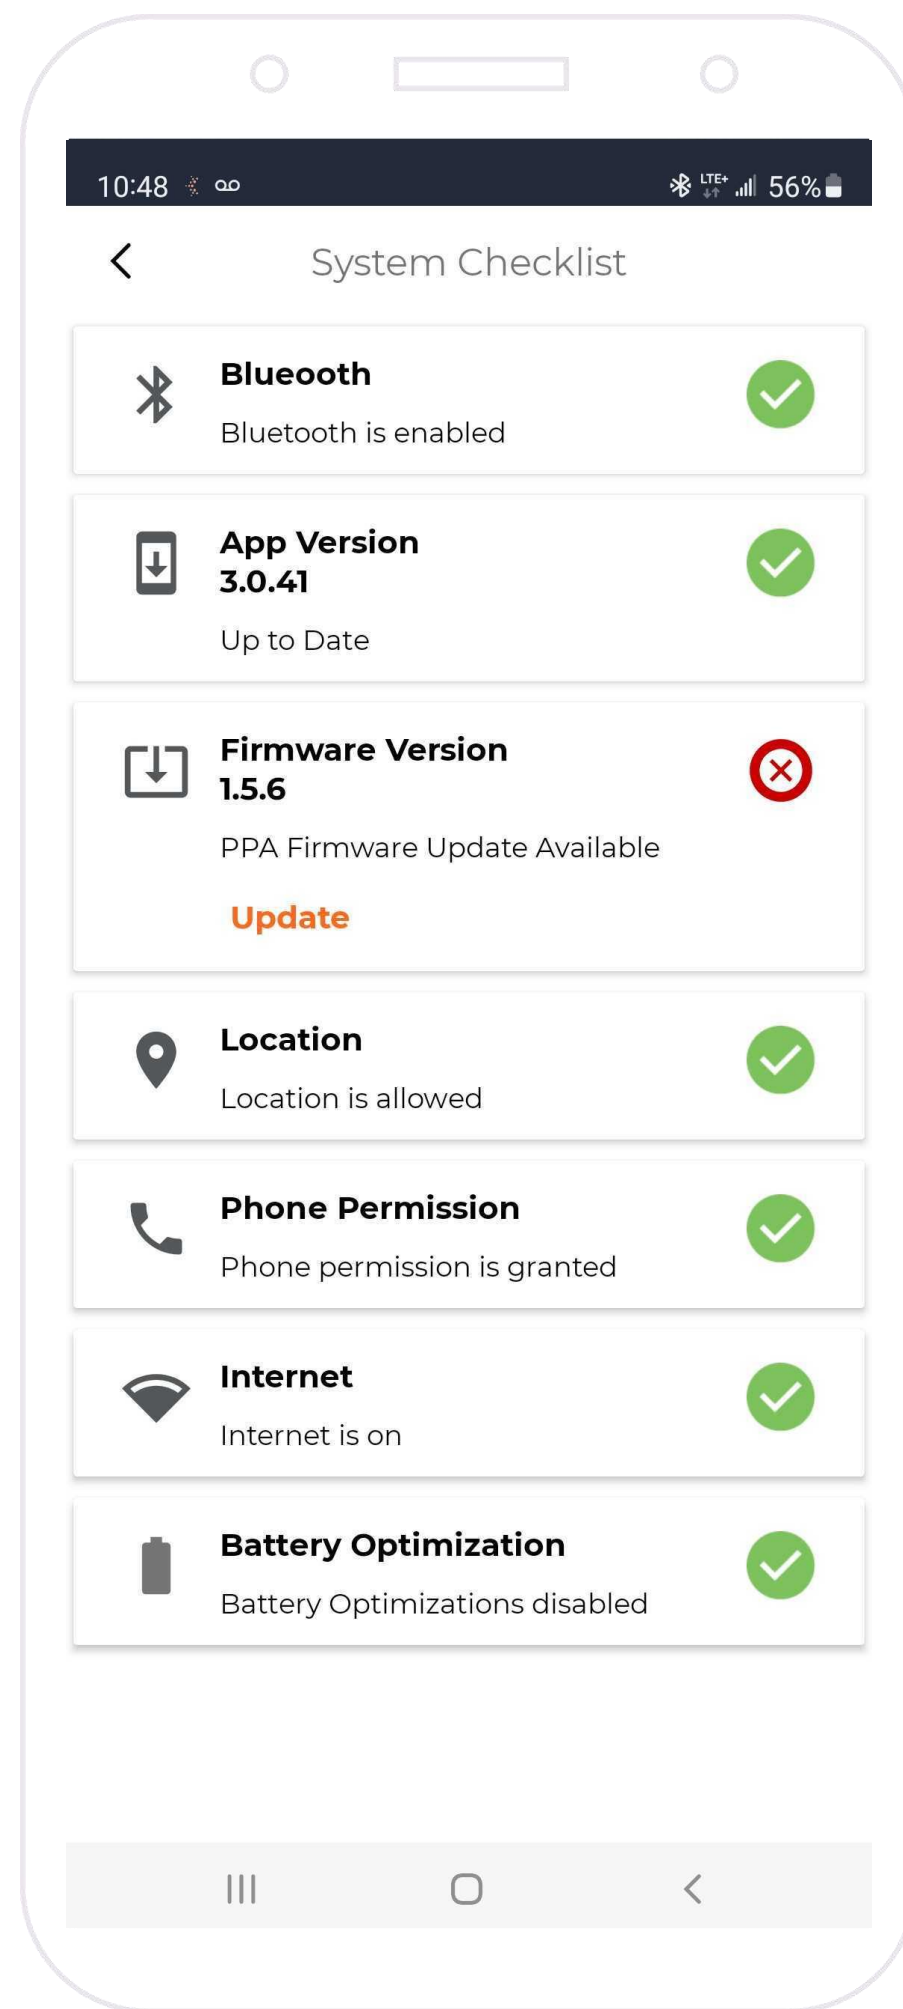 10:48
LTE+
56%
System Checklist
Blueooth
Bluetooth is enabled
App Version
3.0.41
Up to Date
Firmware Version
1.5.6
PPA Firmware Update Available
Update
Location
Location is allowed
Phone Permission
Phone permission is granted
Internet
Internet is on
Battery Optimization
Battery Optimizations disabled